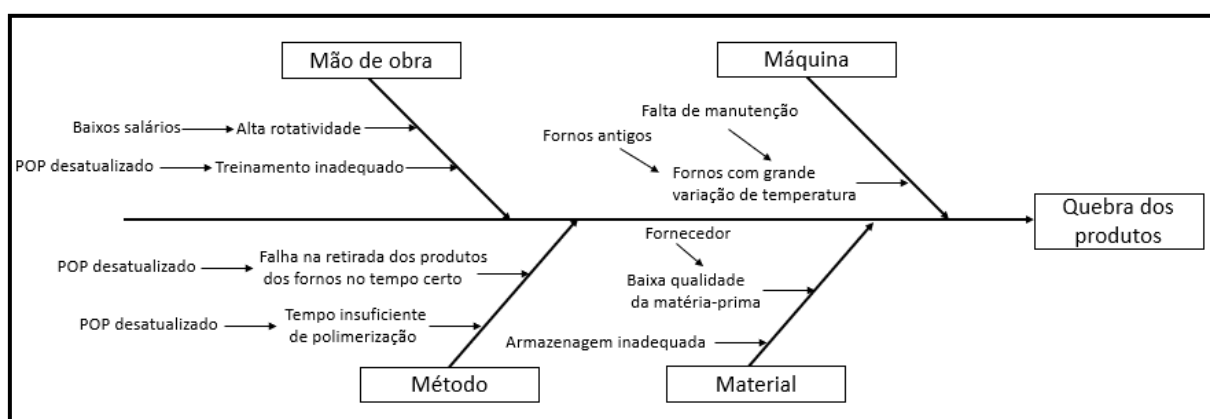 Mão de obra
Máquina
Baixos salários
Alta rotatividade
POP desatualizado
Treinamento inadequado
Falta de manutenção
Fornos antigos
Fornos com grande
variação de temperatura
Quebra dos
produtos
POP desatualizado
Falha na retirada dos produtos
dos fornos no tempo certo
POP desatualizado
Tempo insuficiente
de polimerização
Fornecedor
Baixa qualidade
da matéria-prima
Armazenagem inadequada
Método
Material